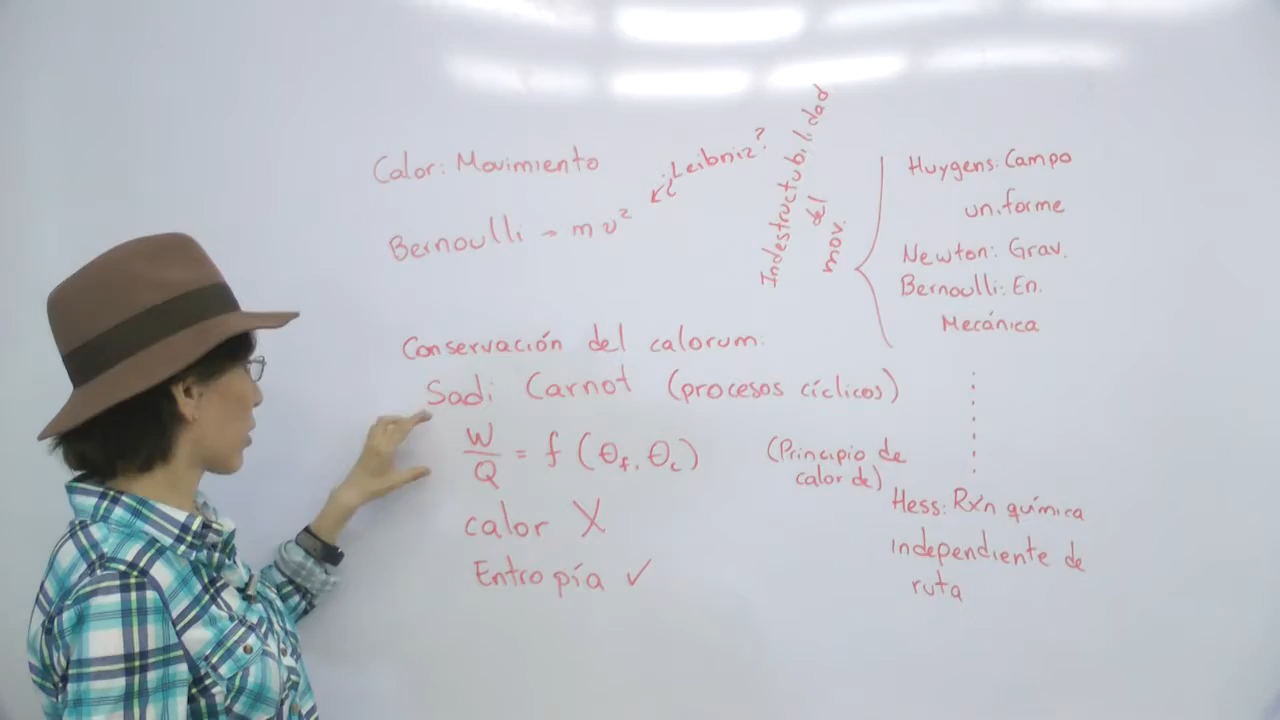 Calor: Movimiento
Bernoulli → mv²
¿Leibniz?
Indestructubilidad
del
mov.
Huygens: Campo
uniforme
Newton: Grav.
Bernoulli: En.
Mecánica
Conservación del calorum:
Sadi Carnot (procesos cíclicos)
W/Q = f (θf, θc)
calor X
Entropía ✓
(Principio de
calor de)
Hess: Rxn química
independiente de
ruta